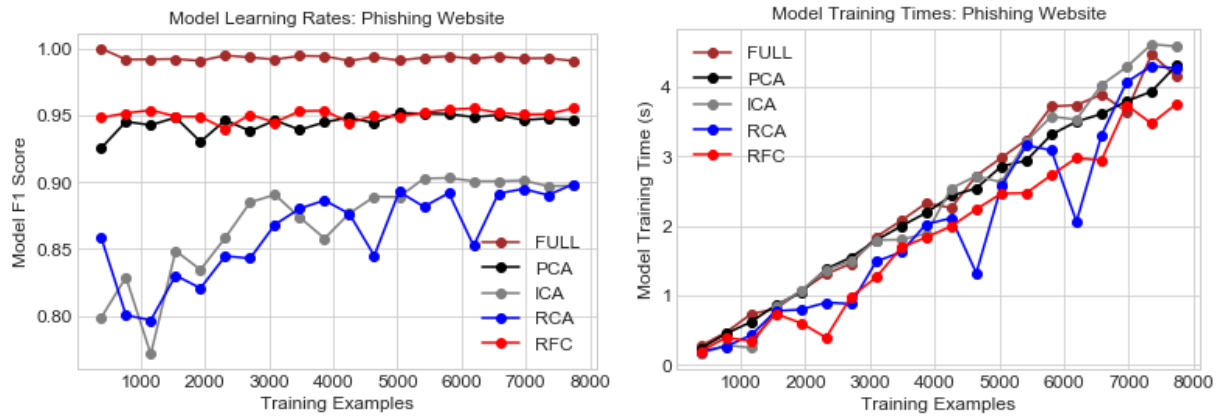 Model Learning Rates: Phishing Website
Model F1 Score
1.00
0.95
0.90
0.85
0.80
FULL
PCA
ICA
RCA
RFC
1000 2000 3000 4000 5000 6000 7000 8000
Training Examples
Model Training Times: Phishing Website
Model Training Time (s)
FULL
PCA
ICA
RCA
RFC
4
3
2
1
0
1000 2000 3000 4000 5000 6000 7000 8000
Training Examples